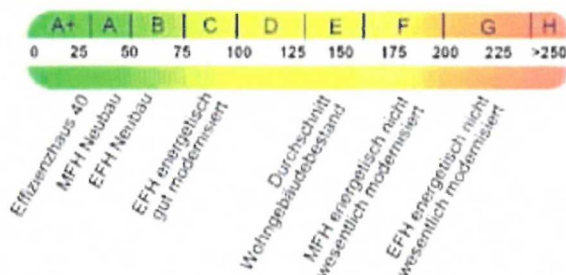 A+ A B C D E F G H
0 25 50 75 100 125 150 175 200 225 >250
Effizienzhaus 40
MFH Neubau
EFH Neubau
EFH energetisch
gut modernisiert
Durchschnitt
Wohngebäudebestand
MFH energetisch nicht
wesentlich modernisiert
EFH energetisch nicht
wesentlich modernisiert